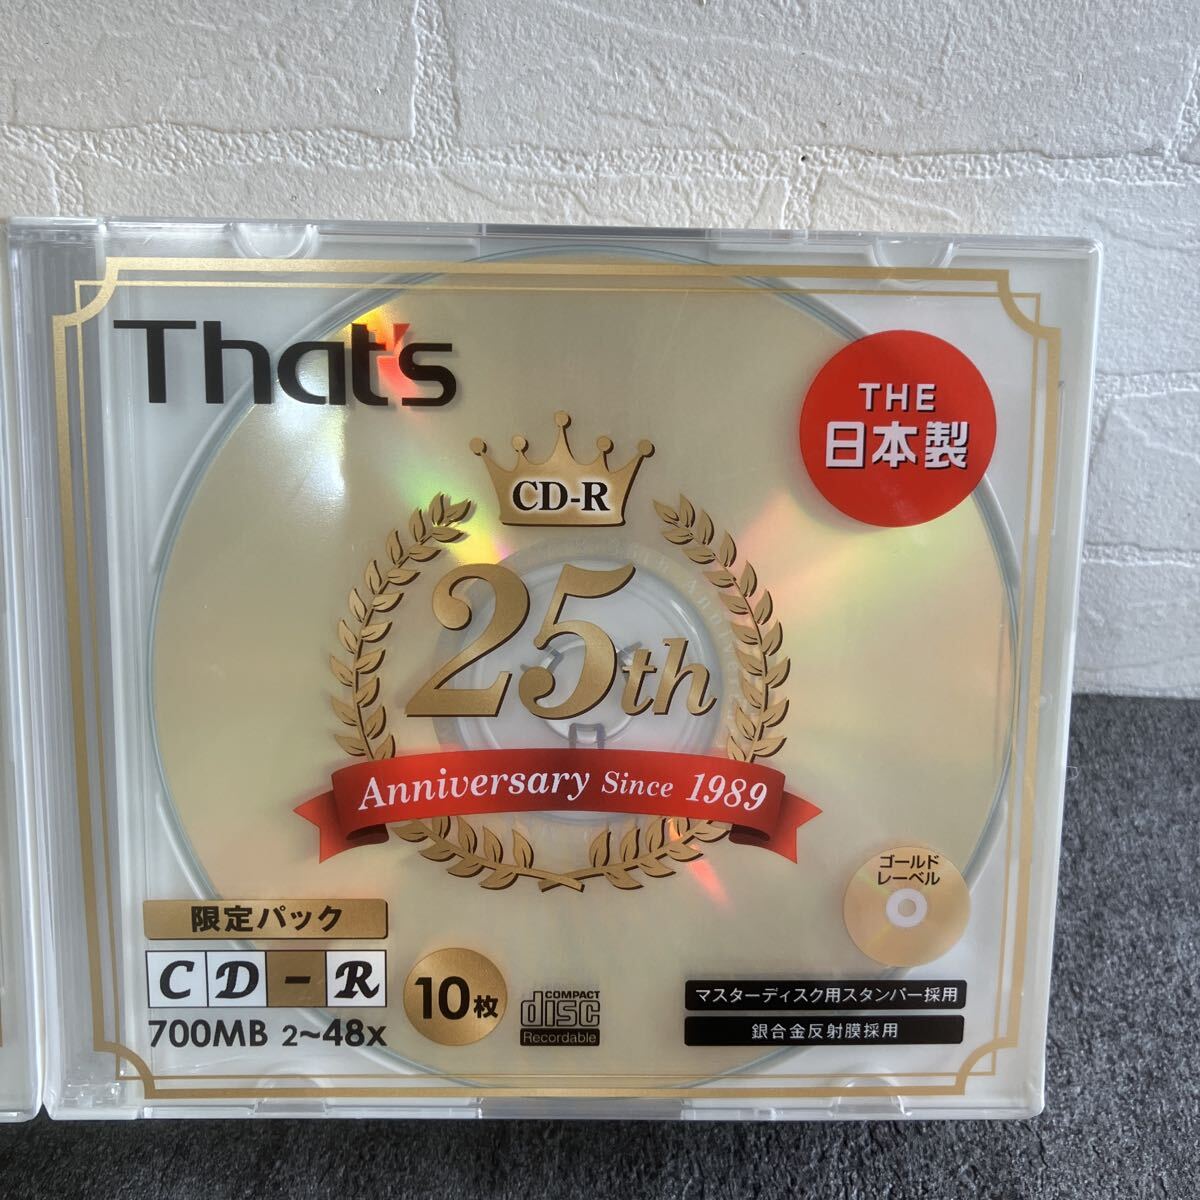 That's
THE
日本製
CD-R
25th
Anniversary Since 1989
ゴールド
レーベル
限定パック
CD-R
700MB 2~48x
10枚
COMPACT
disc
Recordable
マスターディスク用スタンパー採用
銀合金反射膜採用